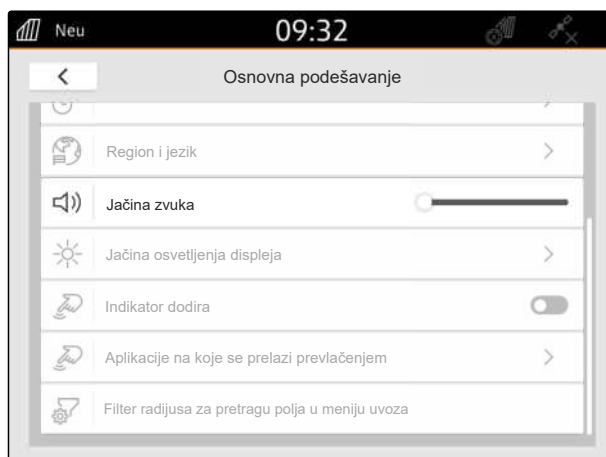 Neu
09:32
Osnovna podešavanje
Region i jezik
Jačina zvuka
Jačina osvetljenja displeja
Indikator dodira
Aplikacije na koje se prelazi prevlačenjem
Filter radijusa za pretragu polja u meniju uvoza